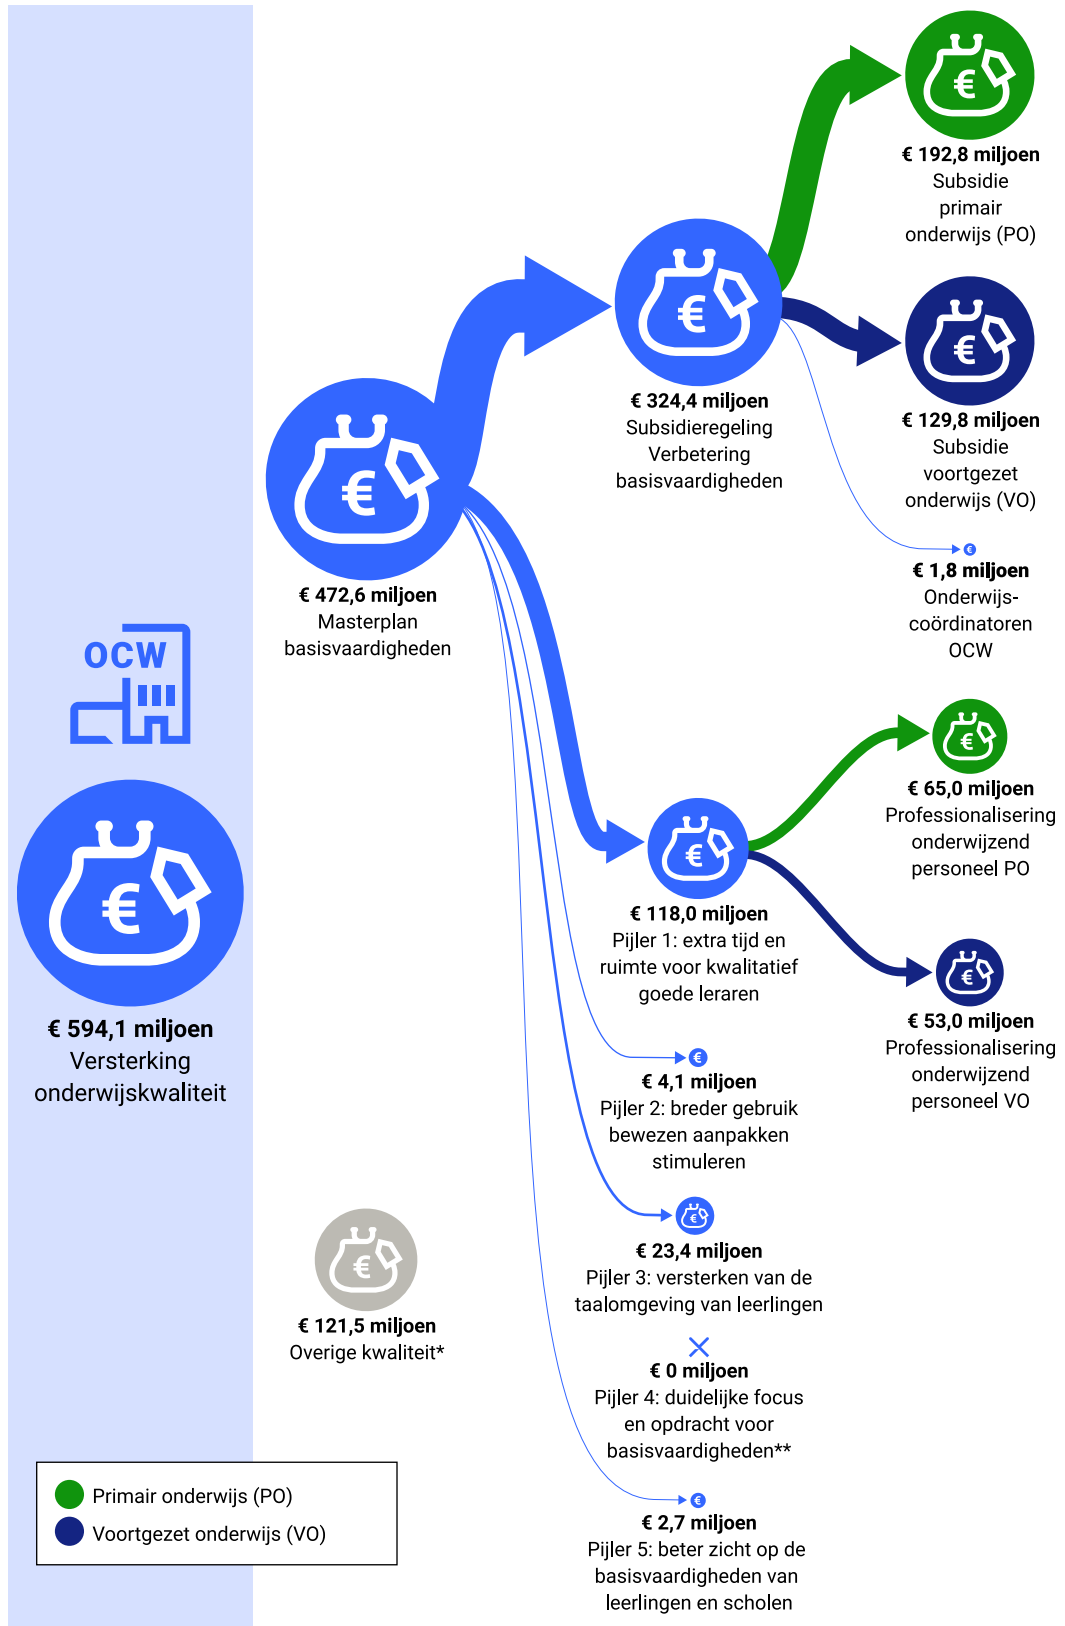 OCW
€ 594,1 miljoen
Versterking
onderwijskwaliteit
€ 472,6 miljoen
Masterplan
basisvaardigheden
€ 121,5 miljoen
Overige kwaliteit*
€ 324,4 miljoen
Subsidieregeling
Verbetering
basisvaardigheden
€ 118,0 miljoen
Pijler 1: extra tijd en
ruimte voor kwalitatief
goede leraren
€ 4,1 miljoen
Pijler 2: breder gebruik
bewezen aanpakken
stimuleren
€ 23,4 miljoen
Pijler 3: versterken van de
taalomgeving van leerlingen
€ 0 miljoen
Pijler 4: duidelijke focus
en opdracht voor
basisvaardigheden**
€ 2,7 miljoen
Pijler 5: beter zicht op de
basisvaardigheden van
leerlingen en scholen
€ 192,8 miljoen
Subsidie
primair
onderwijs (PO)
€ 129,8 miljoen
Subsidie
voortgezet
onderwijs (VO)
€ 1,8 miljoen
Onderwijs-
coördinatoren
OCW
€ 65,0 miljoen
Professionalisering
onderwijzend
personeel PO
€ 53,0 miljoen
Professionalisering
onderwijzend
personeel VO
Primair onderwijs (PO)
Voortgezet onderwijs (VO)